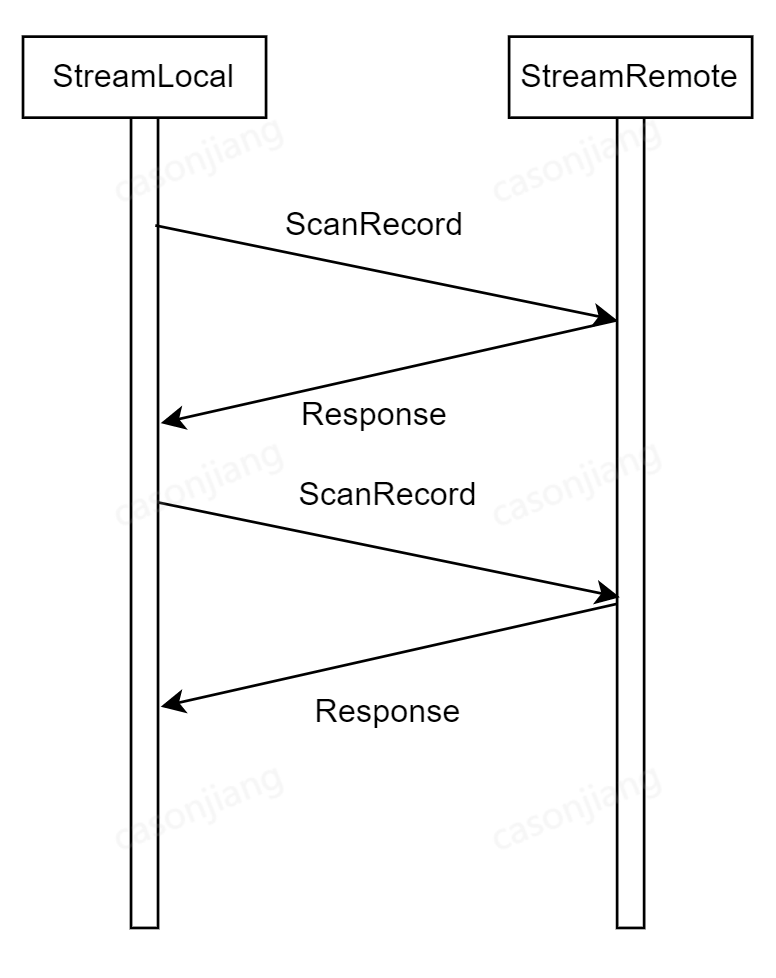 StreamLocal
StreamRemote
casonjiang
casonjiang
ScanRecord
Response
casonjiang
casonjiang
ScanRecord
Response
casonjiang
casonjiang